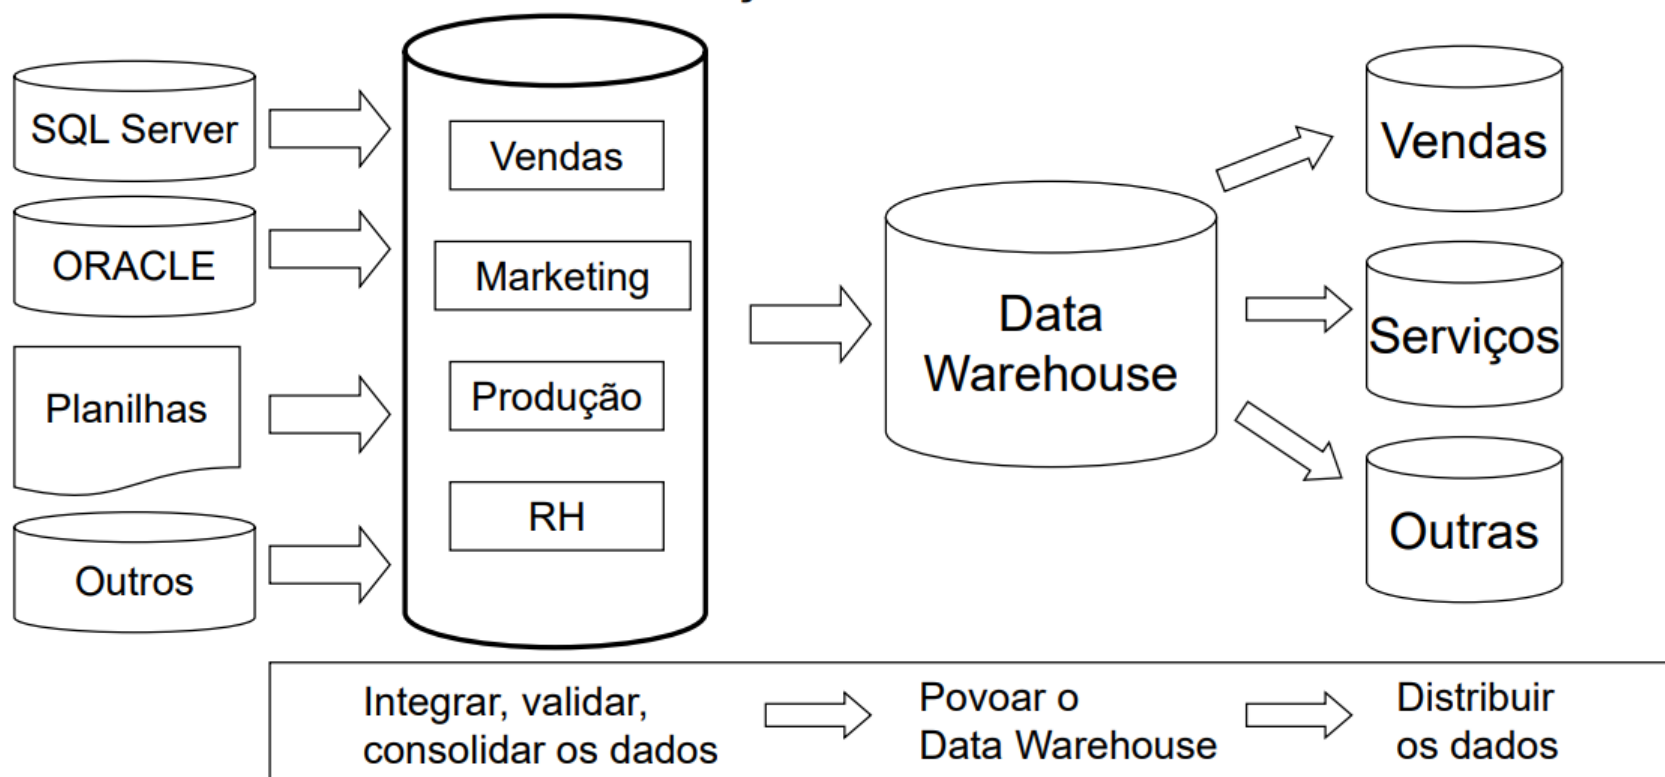 SQL Server
ORACLE
Planilhas
Outros
Vendas
Marketing
Produção
RH
Data
Warehouse
Vendas
Serviços
Outras
Integrar, validar,
consolidar os dados
Povoar o
Data Warehouse
Distribuir
os dados